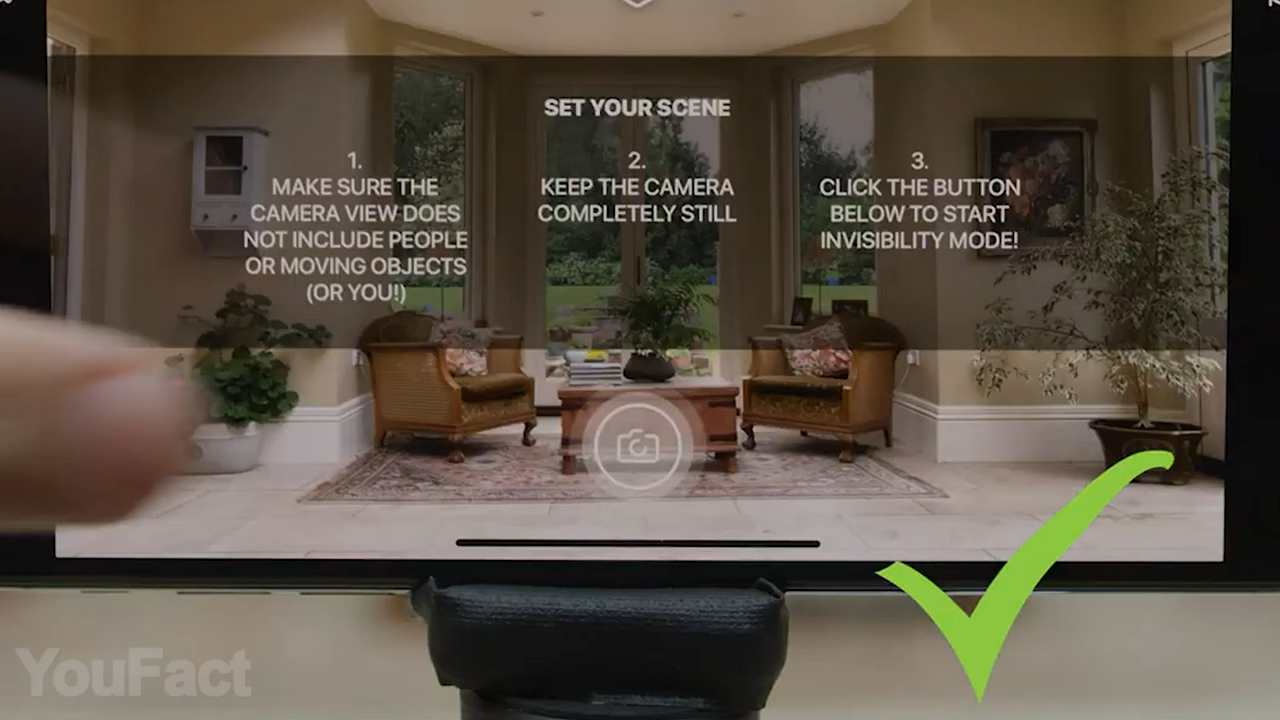 SET YOUR SCENE
1.
MAKE SURE THE
CAMERA VIEW DOES
NOT INCLUDE PEOPLE
OR MOVING OBJECTS
(OR YOU!)
2.
KEEP THE CAMERA
COMPLETELY STILL
3.
CLICK THE BUTTON
BELOW TO START
INVISIBILITY MODE!
YouFact